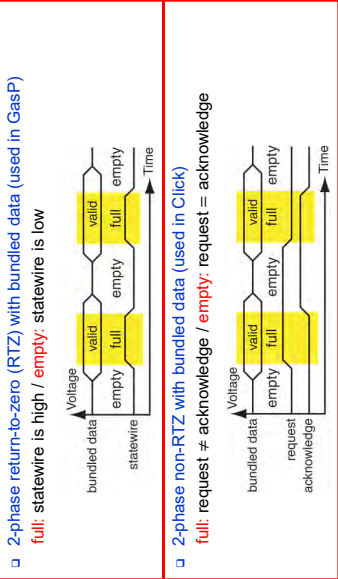 □ 2-phase return-to-zero (RTZ) with bundled data (used in GasP)
full: statewire is high / empty: statewire is low
Voltage
bundled data
valid
valid
empty
full
empty
full
empty
statewire
Time
□ 2-phase non-RTZ with bundled data (used in Click)
full: request ≠ acknowledge / empty: request = acknowledge
Voltage
bundled data
valid
valid
empty
full
empty
full
empty
request
acknowledge
Time